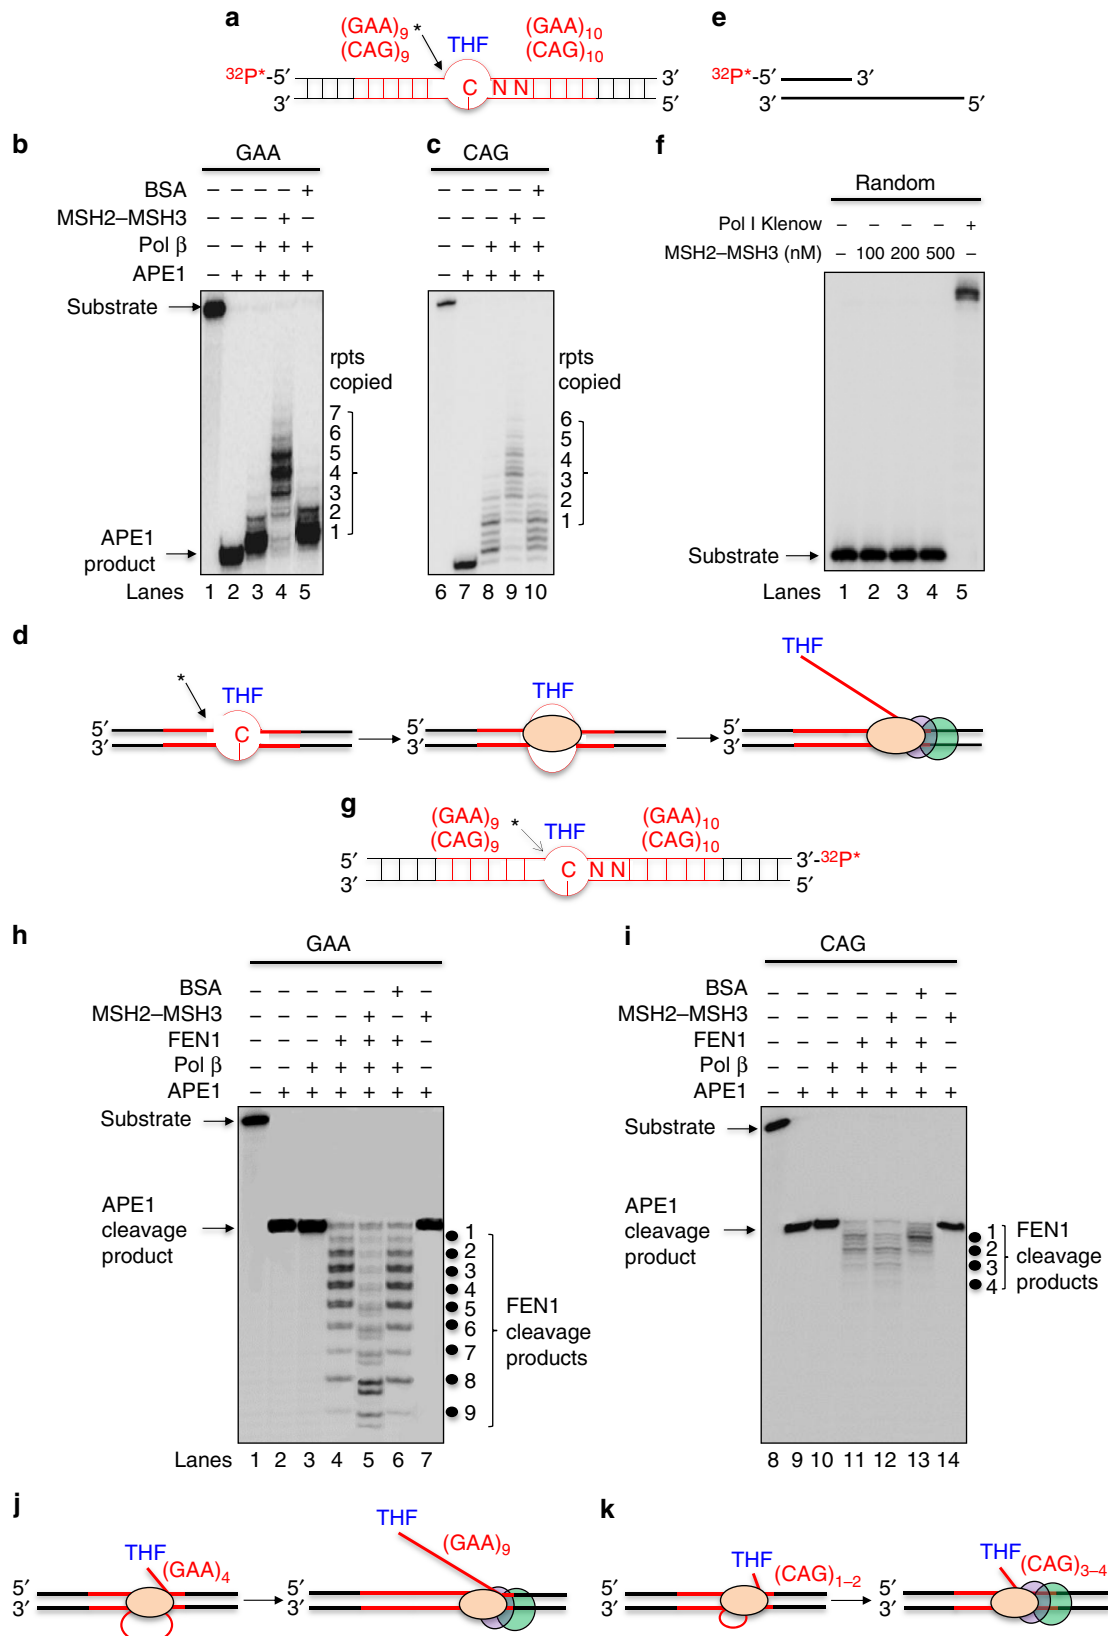 a
(GAA)9 * THF (GAA)10
(CAG)9 (CAG)10
32P*-5′ 3′
C N N
3′ 5′
e
32P*-5′ 3′
3′ 5′
b
GAA
BSA – – – – +
MSH2–MSH3 – – – + –
Pol β – – + + +
APE1 – + + + +
Substrate
rpts
copied
7
6
5
4
3
2
1
APE1
product
Lanes 1 2 3 4 5
c
CAG
– – – – +
– – – + –
– – + + +
– + + + +
rpts
copied
6
5
4
3
2
1
6 7 8 9 10
f
Random
Pol I Klenow – – – – +
MSH2–MSH3 (nM) – 100 200 500 –
Substrate
Lanes 1 2 3 4 5
d
* THF
5′ C
3′
THF
5′
3′
THF
5′
3′
g
(GAA)9 * THF (GAA)10
(CAG)9 (CAG)10
5′ 3′-32P*
C N N
3′ 5′
h
GAA
BSA – – – – – + –
MSH2–MSH3 – – – – + – +
FEN1 – – – + + + –
Pol β – – + + + + –
APE1 – + + + + + +
Substrate
APE1
cleavage
product
1
2
3
4
5
6
7
8
9
FEN1
cleavage
products
Lanes 1 2 3 4 5 6 7
i
CAG
BSA – – – – – + –
MSH2–MSH3 – – – – + – +
FEN1 – – – + + + –
Pol β – – + + + + –
APE1 – + + + + + +
Substrate
APE1
cleavage
product
1
2
3
4
FEN1
cleavage
products
8 9 10 11 12 13 14
j
THF
(GAA)4
5′
3′
THF
(GAA)9
5′
3′
k
THF
(CAG)1–2
5′
3′
THF
(CAG)3–4
5′
3′